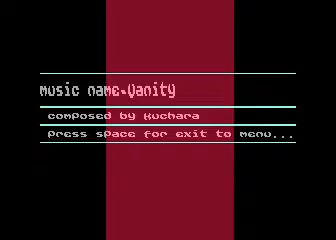 music name.Vanity
composed by Kuchara
Press space for exit to menu...